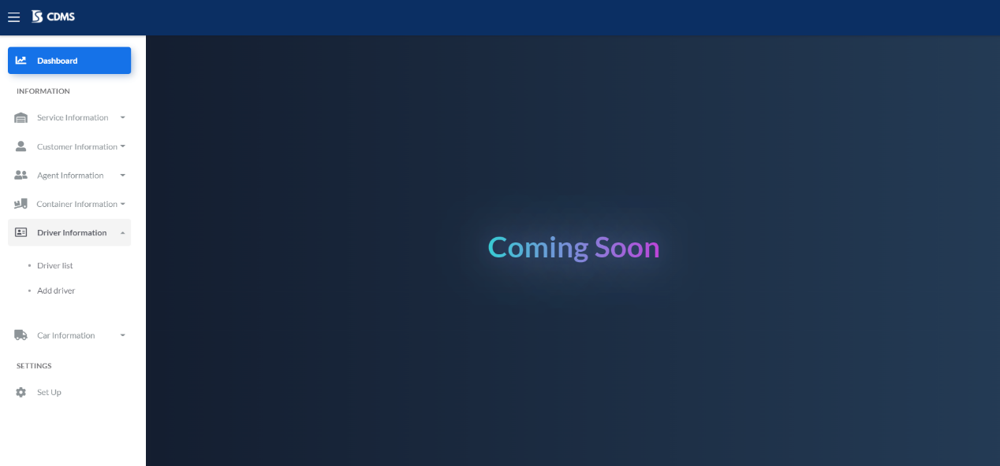 CDMS
Dashboard
INFORMATION
Service Information
Customer Information
Agent Information
Container Information
Driver Information
Driver list
Add driver
Car Information
SETTINGS
Set Up
Coming Soon